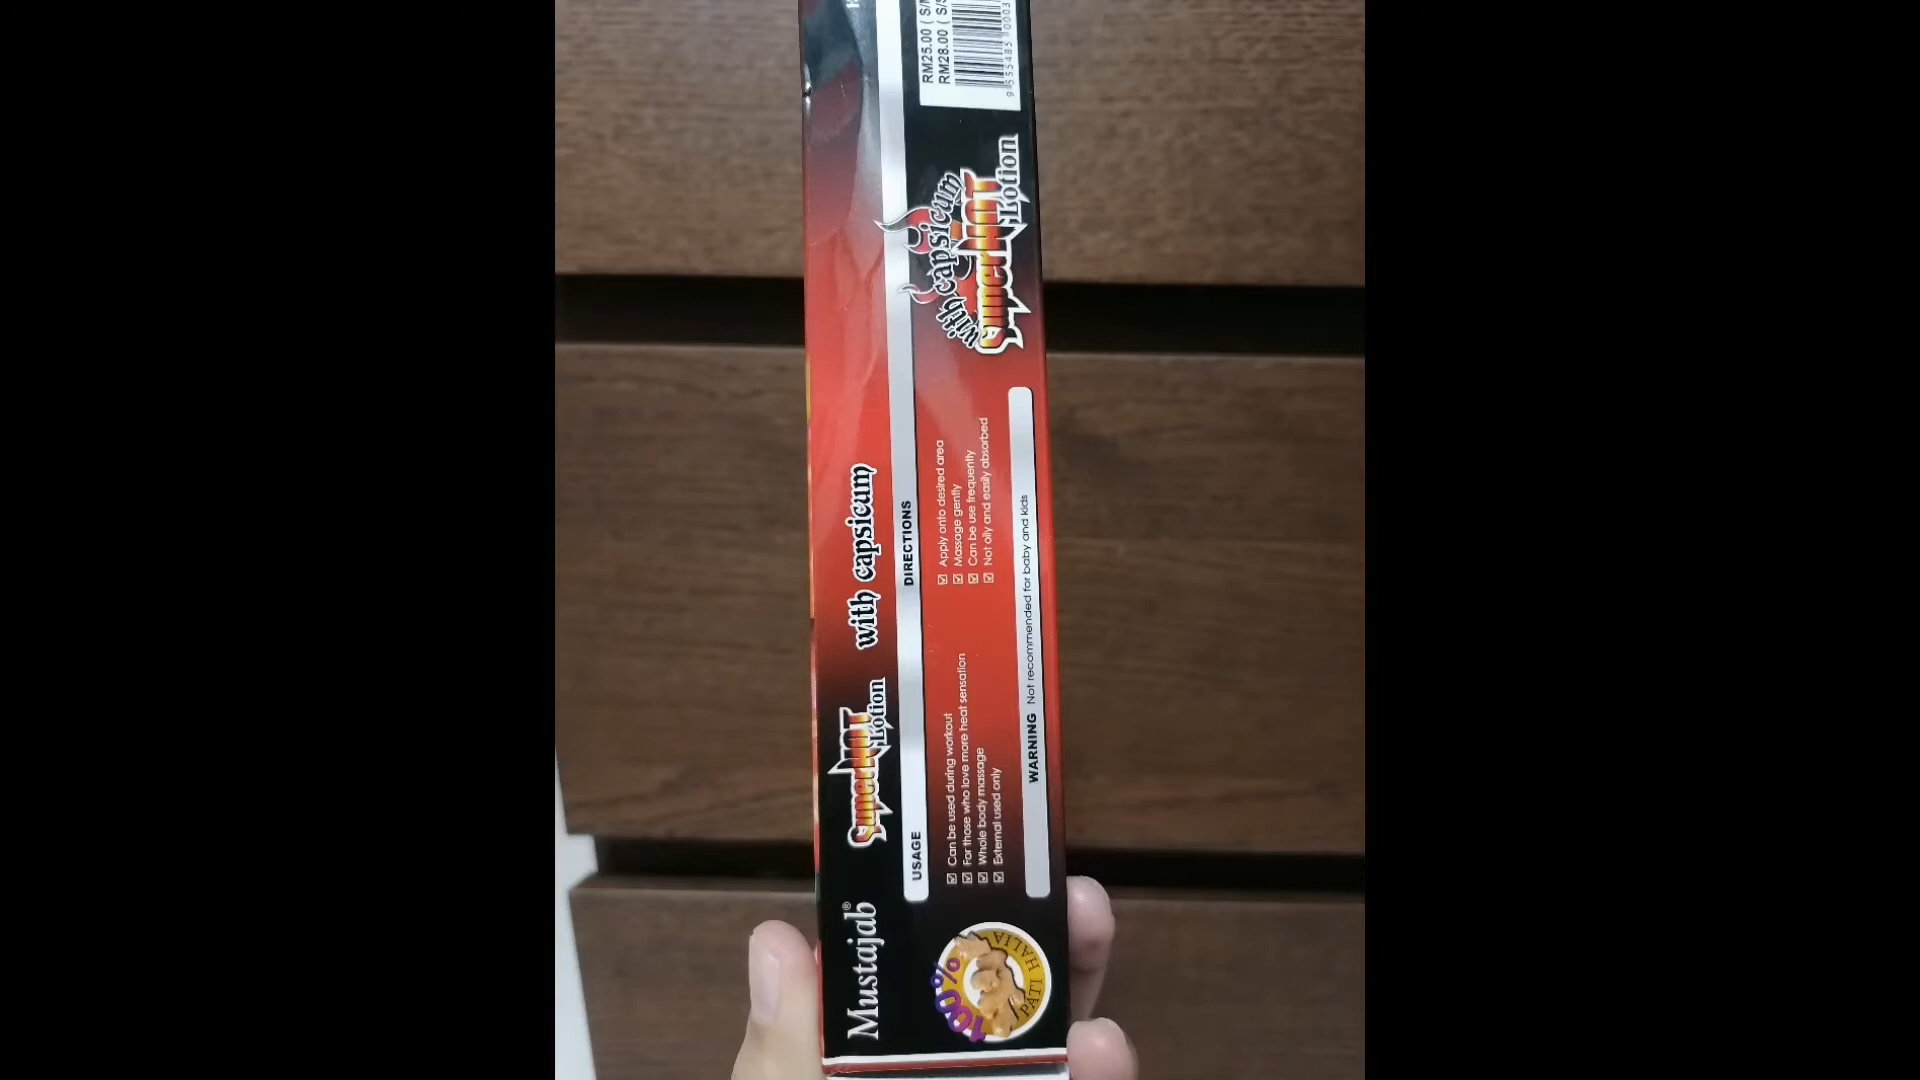 Mustajab®
SuperHOT
Lotion
with capsicum
USAGE
☑ Can be used during workout
☑ For those who love more heat sensation
☑ Whole body massage
☑ External used only
DIRECTIONS
☑ Apply onto desired area
☑ Massage gently
☑ Can be use frequently
☑ Not oily and easily absorbed
WARNING Not recommended for baby and kids
100%
PATI HALIA
with capsicum
SuperHOT
Lotion
RM25.00 (S/
RM28.00 (S/
9 555485 0003